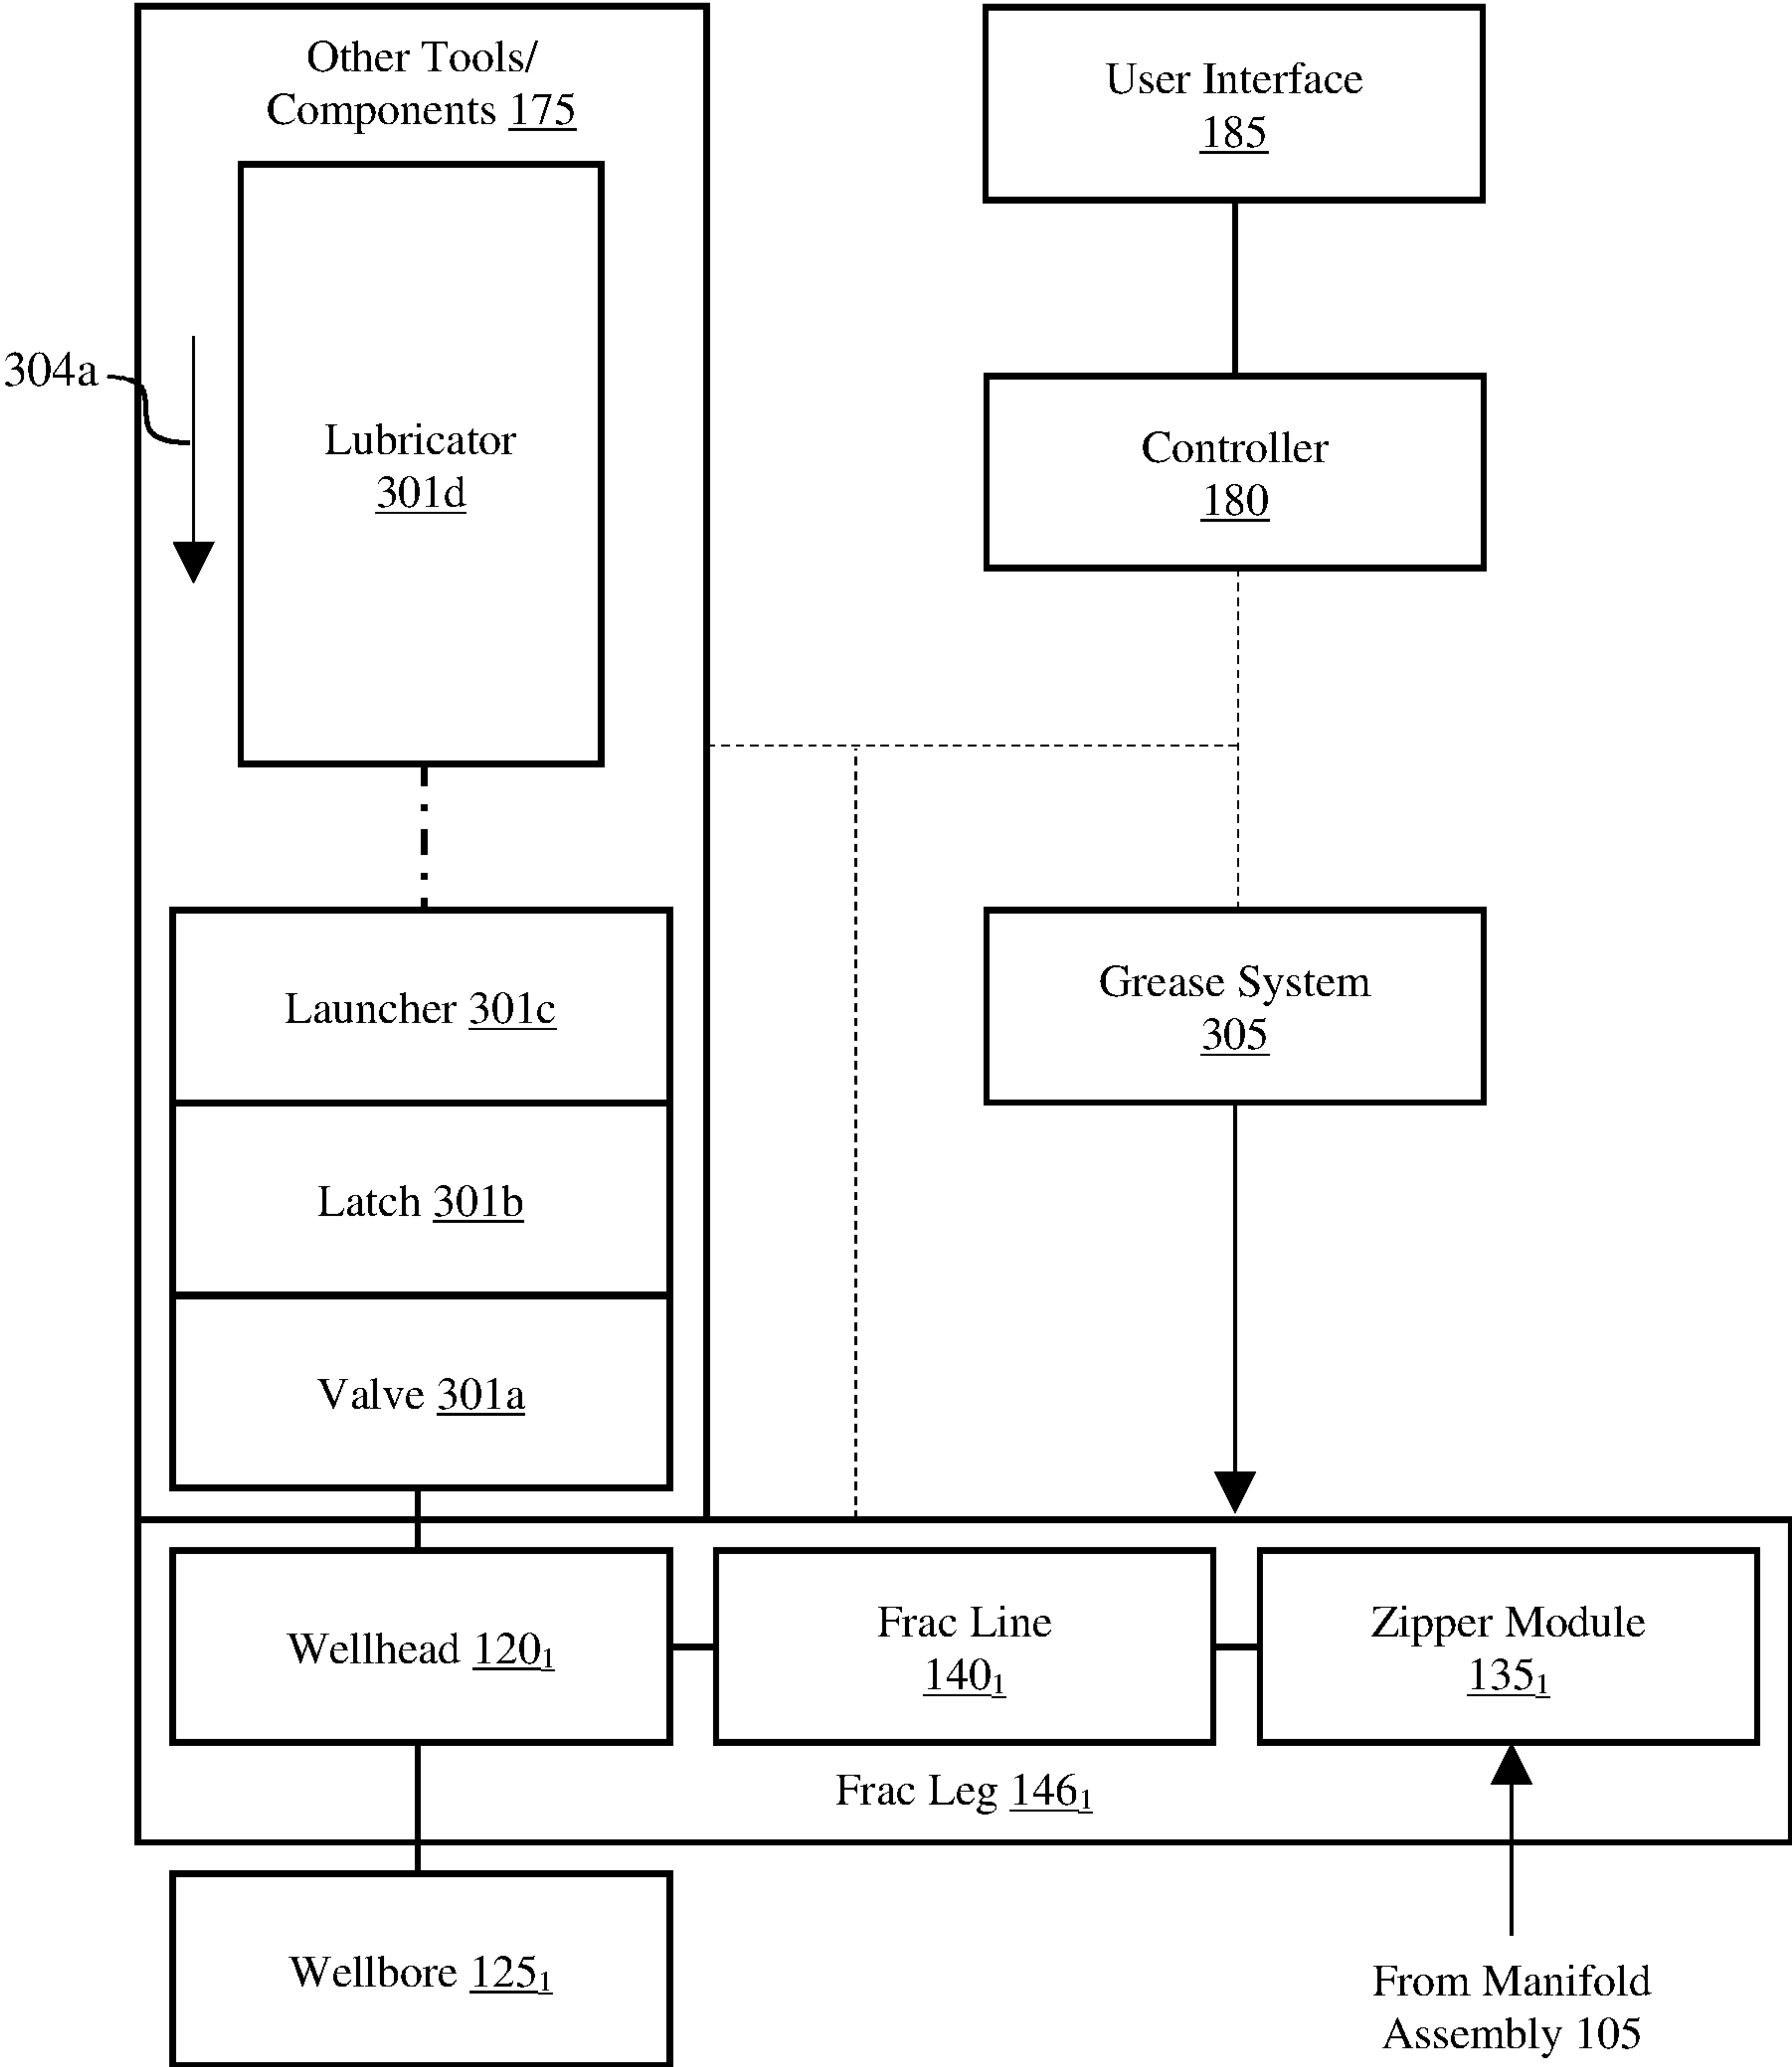 Other Tools/
Components 175
User Interface
185
304a
Lubricator
301d
Controller
180
Launcher 301c
Grease System
305
Latch 301b
Valve 301a
Wellhead 120₁
Frac Line
140₁
Zipper Module
135₁
Frac Leg 146₁
Wellbore 125₁
From Manifold
Assembly 105